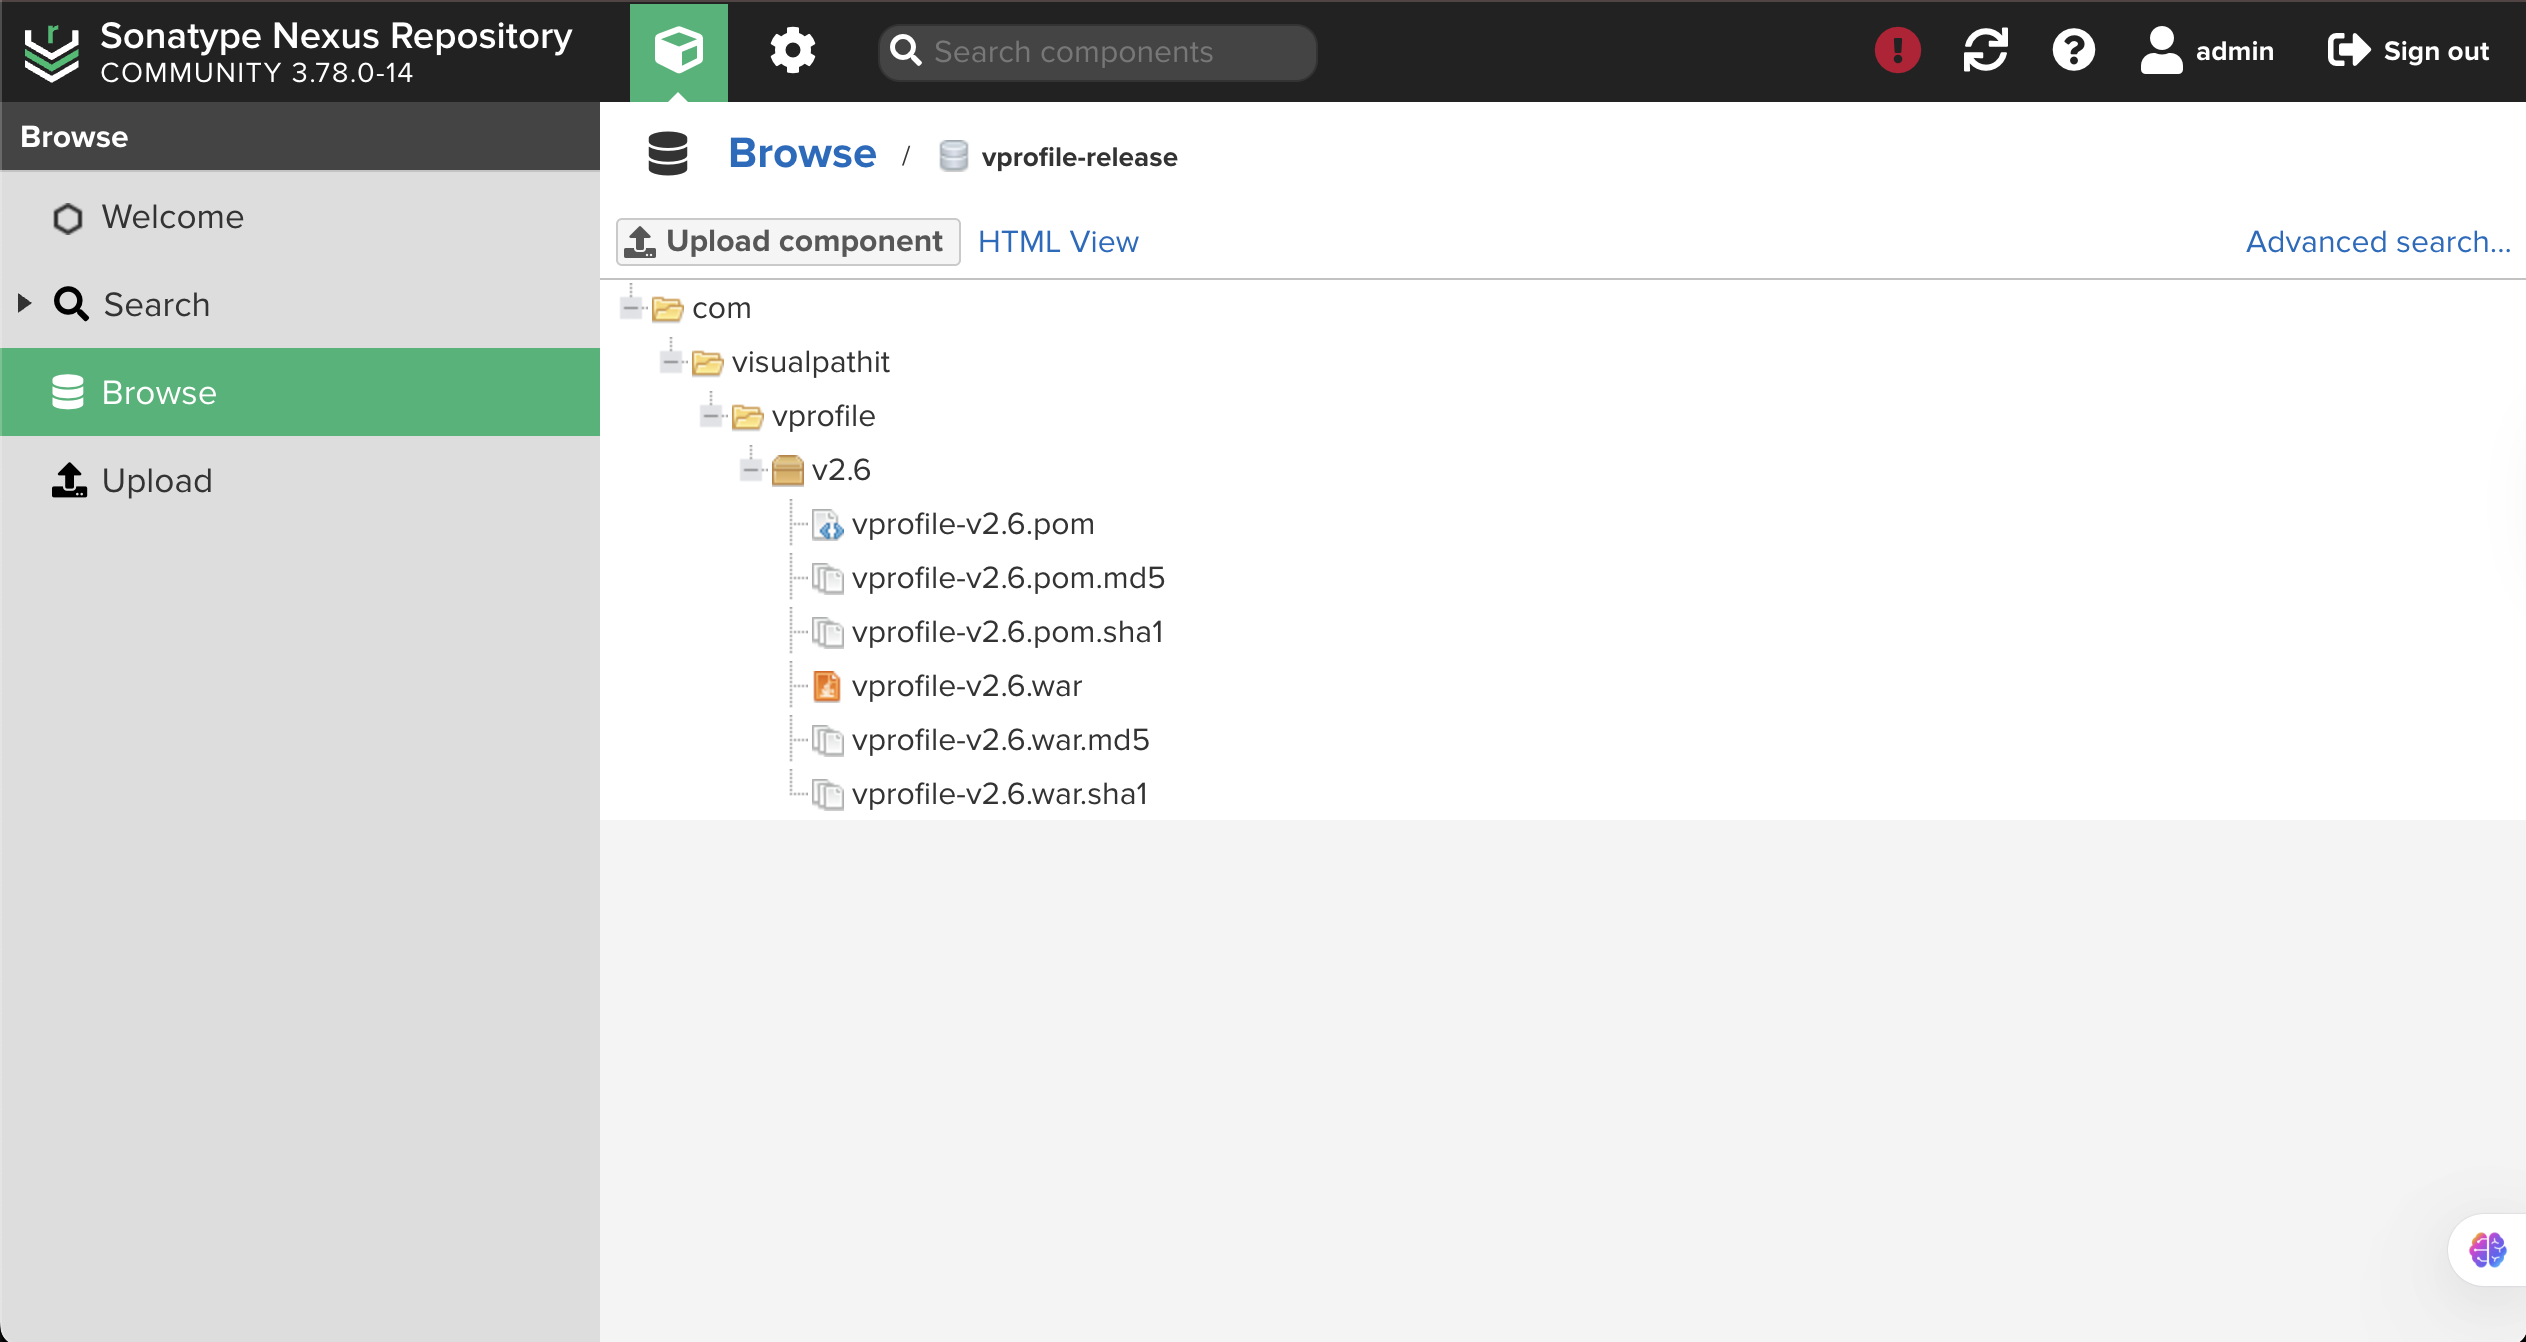 Sonatype Nexus Repository
COMMUNITY 3.78.0-14
Search components
admin
Sign out
Browse
Welcome
Search
Browse
Upload
Browse / vprofile-release
Upload component
HTML View
Advanced search...
com
visualpathit
vprofile
v2.6
vprofile-v2.6.pom
vprofile-v2.6.pom.md5
vprofile-v2.6.pom.sha1
vprofile-v2.6.war
vprofile-v2.6.war.md5
vprofile-v2.6.war.sha1